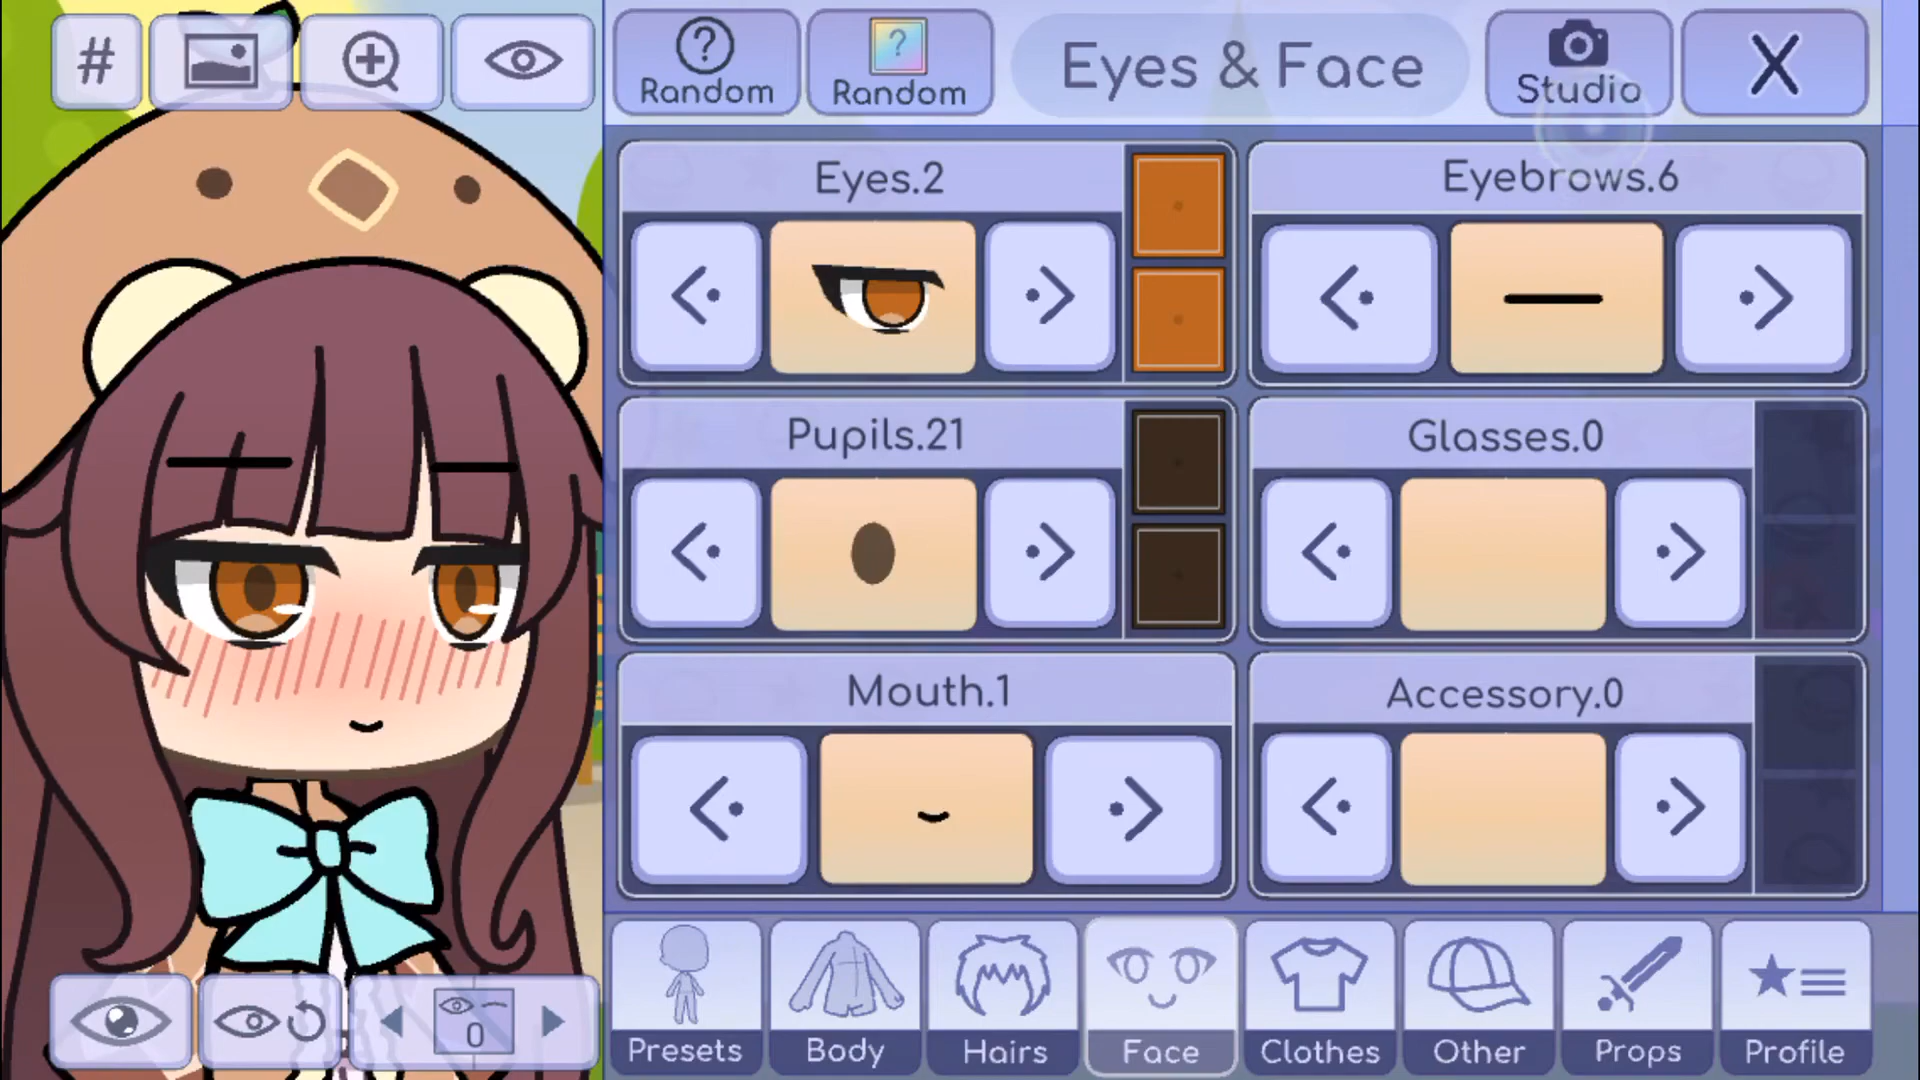 #
?
Random
?
Random
Eyes & Face
Studio
X
Eyes.2
Eyebrows.6
Pupils.21
Glasses.0
Mouth.1
Accessory.0
0
Presets
Body
Hairs
Face
Clothes
Other
Props
Profile